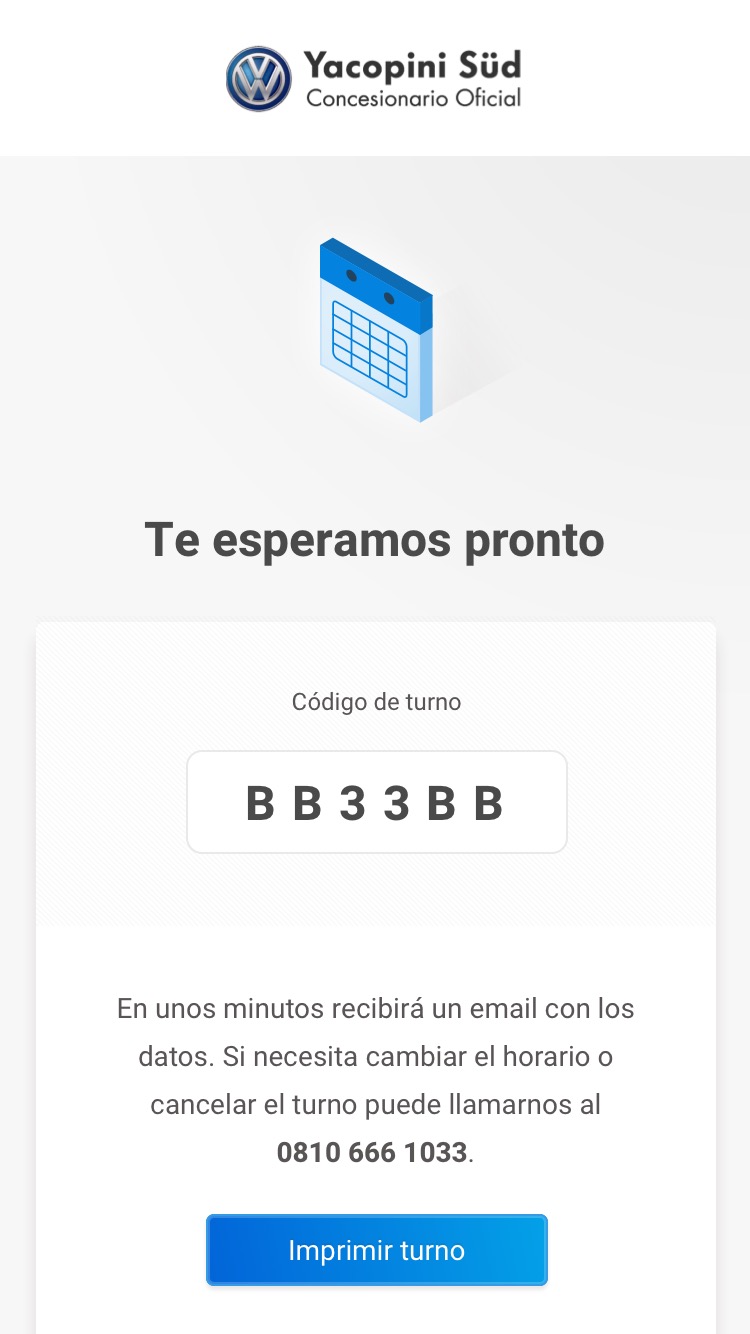 Yacopini Süd
Concesionario Oficial
Te esperamos pronto
Código de turno
B B 3 3 B B
En unos minutos recibirá un email con los
datos. Si necesita cambiar el horario o
cancelar el turno puede llamarnos al
0810 666 1033.
Imprimir turno